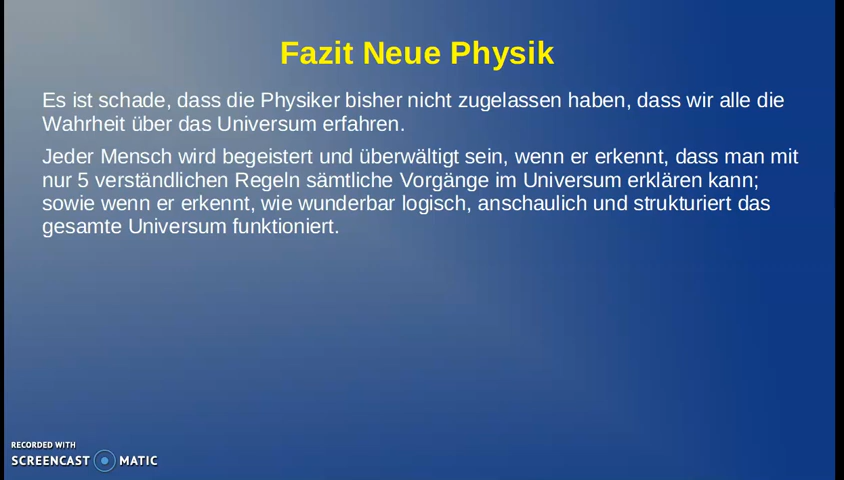 Fazit Neue Physik
Es ist schade, dass die Physiker bisher nicht zugelassen haben, dass wir alle die
Wahrheit über das Universum erfahren.
Jeder Mensch wird begeistert und überwältigt sein, wenn er erkennt, dass man mit
nur 5 verständlichen Regeln sämtliche Vorgänge im Universum erklären kann;
sowie wenn er erkennt, wie wunderbar logisch, anschaulich und strukturiert das
gesamte Universum funktioniert.
RECORDED WITH
SCREENCAST MATIC